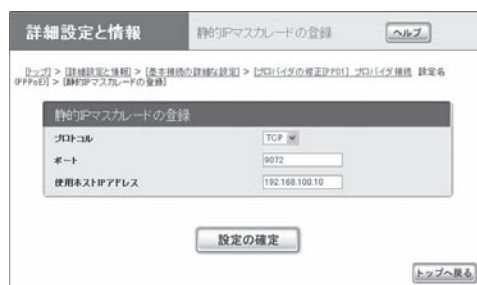 詳細設定と情報
静的IPマスカレードの登録
ヘルプ
[トップ] > [詳細設定と情報] > [基本接続の詳細な設定] > [プロバイダの修正[PP01] プロバイダ接続 設定名
(PPPoE)] > [静的IPマスカレードの登録]
静的IPマスカレードの登録
プロトコル TCP
ポート 9072
使用ホストIPアドレス 192.168.100.10
設定の確定
トップへ戻る